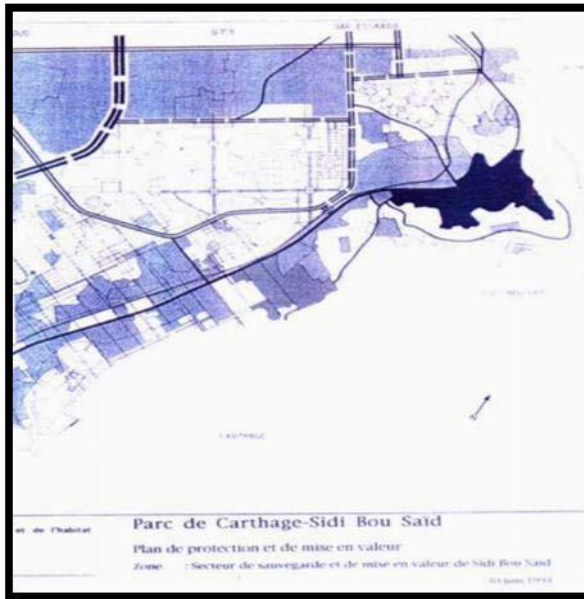 CARTHAGE
et de l'habitat
Parc de Carthage-Sidi Bou Saïd
Plan de protection et de mise en valeur
Zone : Secteur de sauvegarde et de mise en valeur de Sidi Bou Saïd